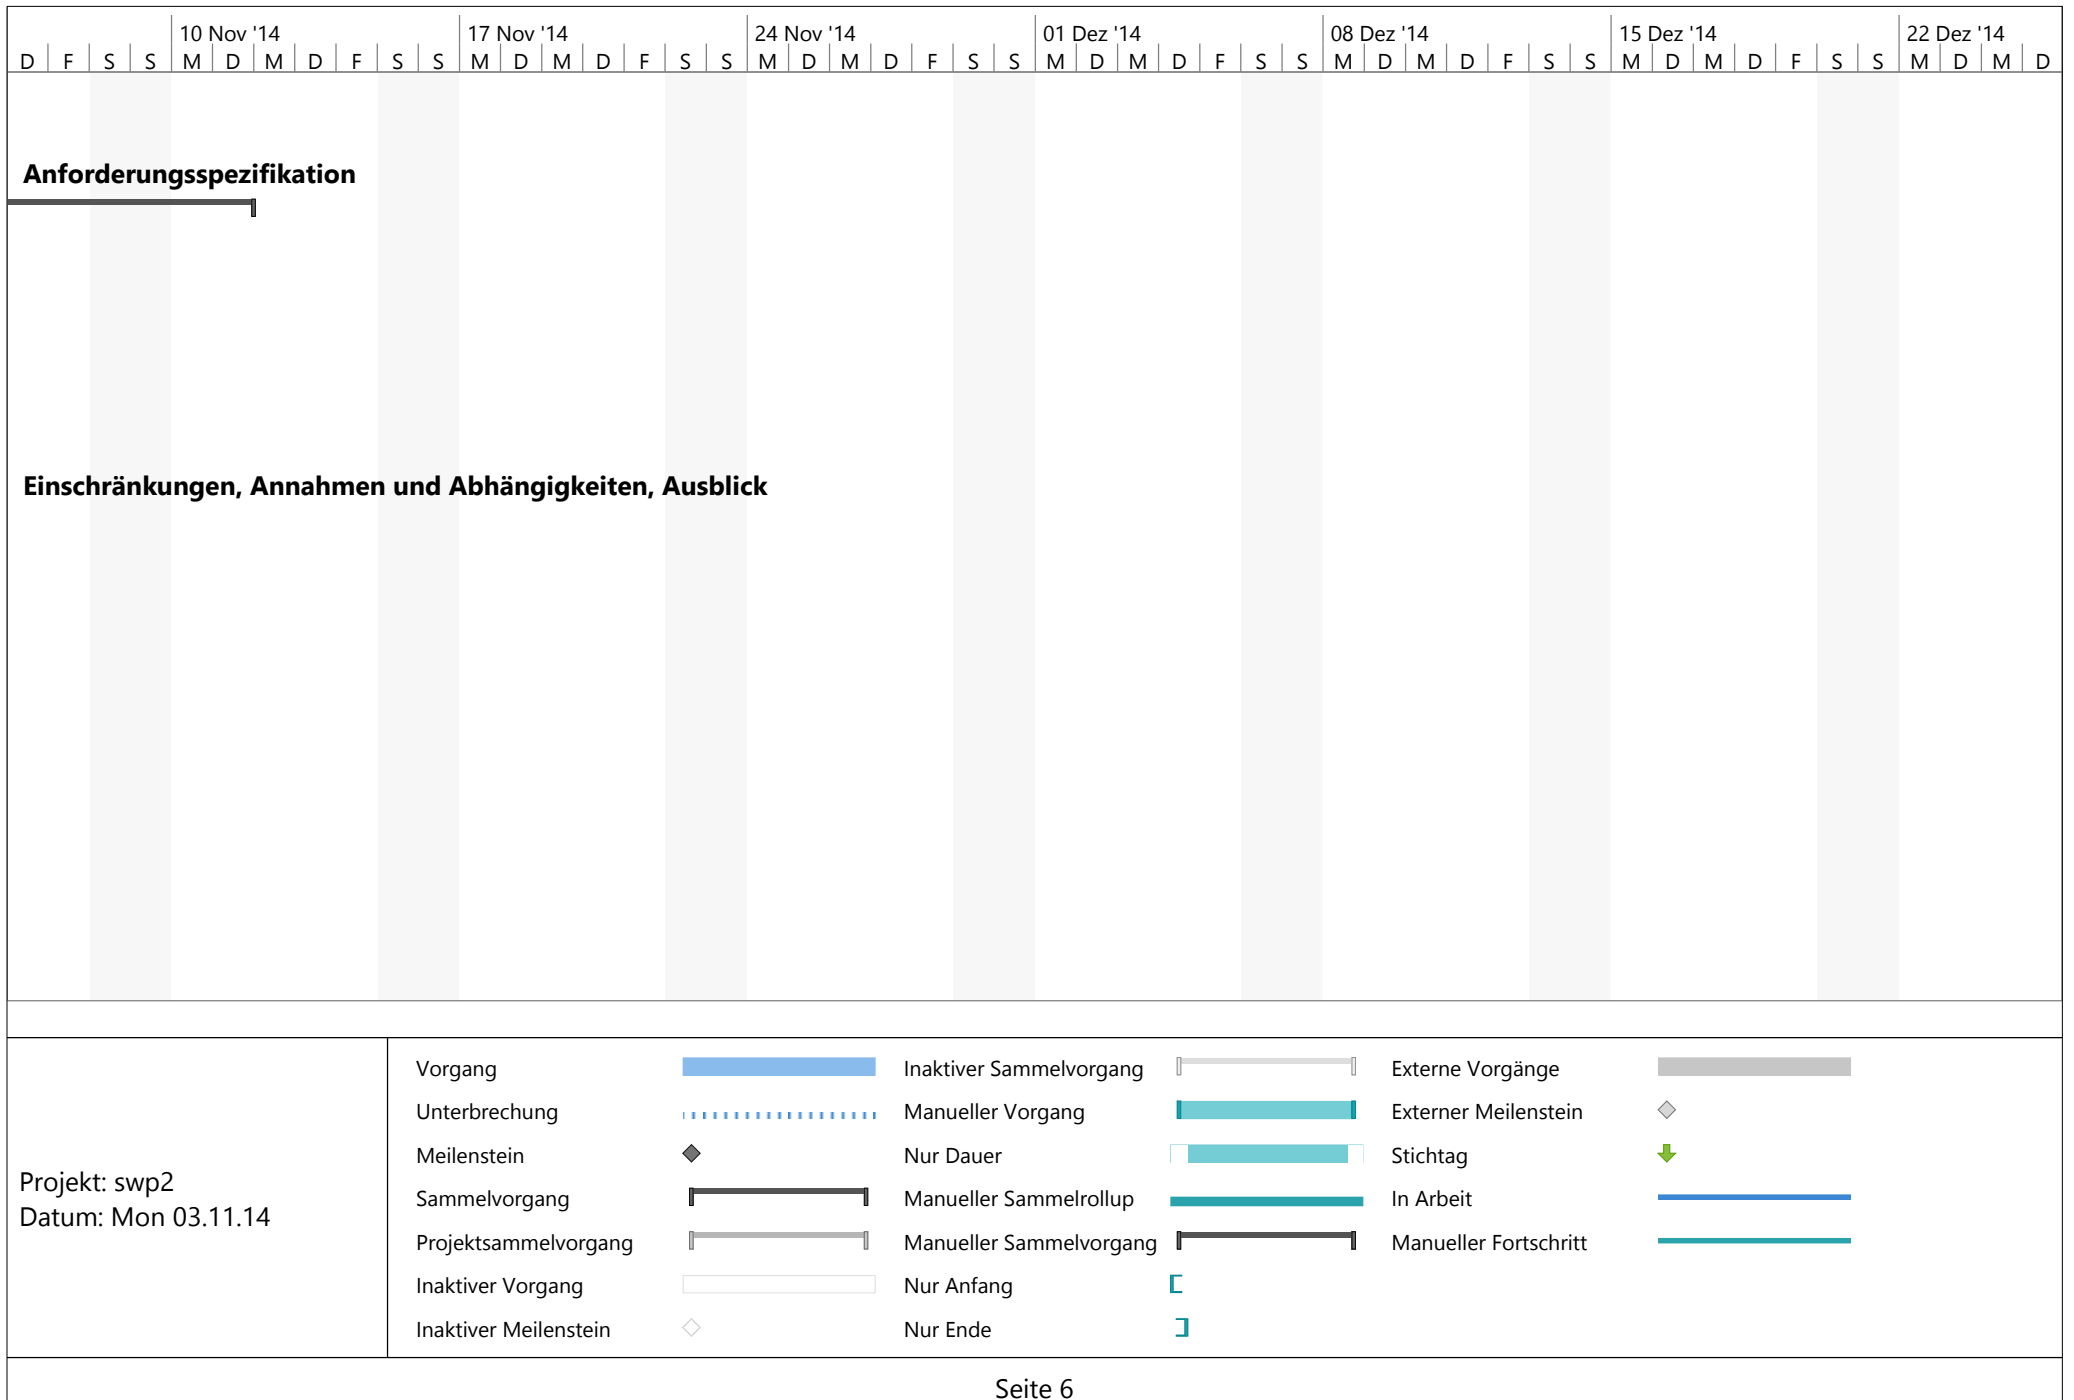 10 Nov '14 17 Nov '14 24 Nov '14 01 Dez '14 08 Dez '14 15 Dez '14 22 Dez '14
D F S S M D M D F S S M D M D F S S M D M D F S S M D M D F S S M D M D F S S M D M D F S S M D M D
Anforderungsspezifikation
Einschränkungen, Annahmen und Abhängigkeiten, Ausblick
Projekt: swp2
Datum: Mon 03.11.14
Vorgang
Unterbrechung
Meilenstein
Sammelvorgang
Projektsammelvorgang
Inaktiver Vorgang
Inaktiver Meilenstein
Inaktiver Sammelvorgang
Manueller Vorgang
Nur Dauer
Manueller Sammelrollup
Manueller Sammelvorgang
Nur Anfang
Nur Ende
Externe Vorgänge
Externer Meilenstein
Stichtag
In Arbeit
Manueller Fortschritt
Seite 6